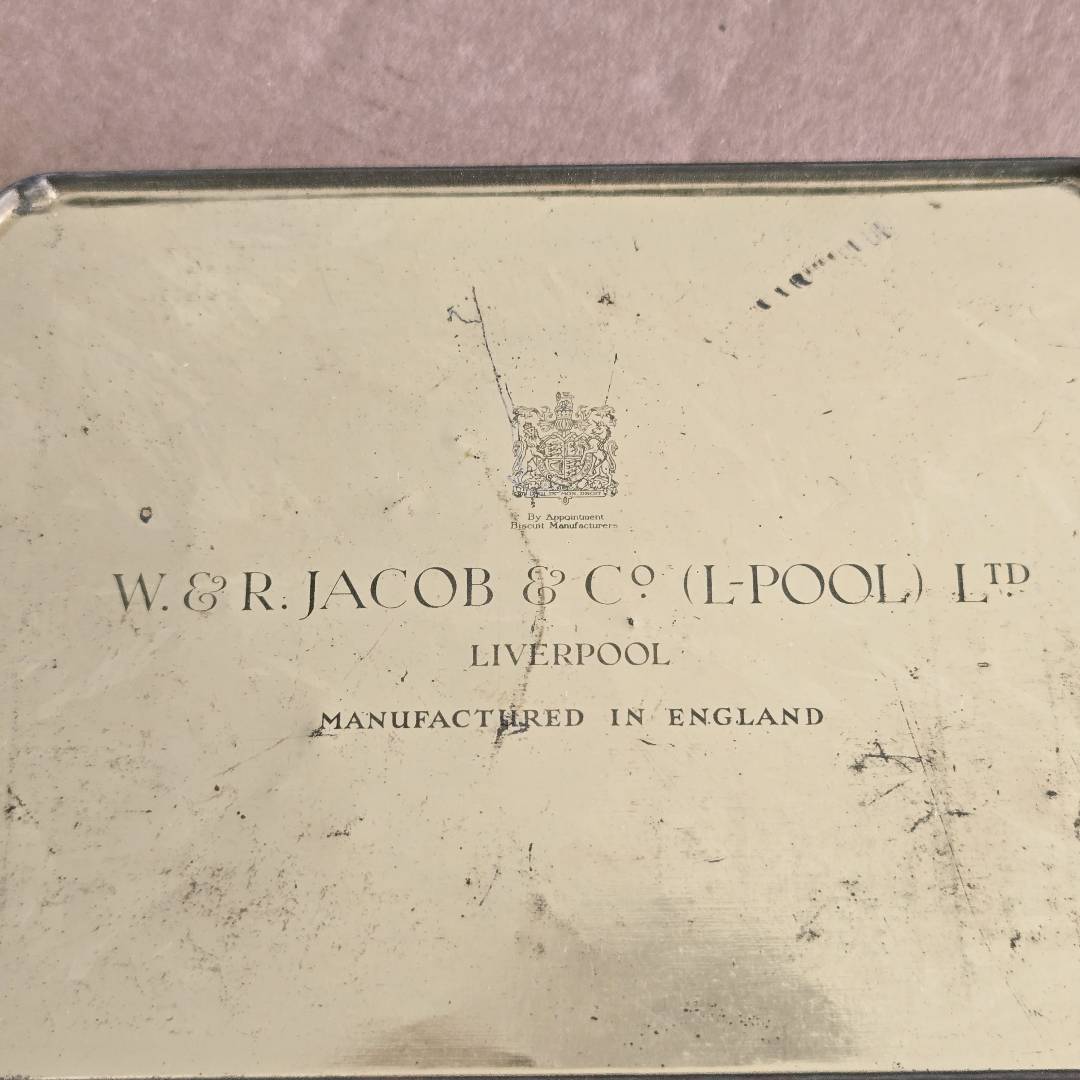 By Appointment
Biscuit Manufacturers
W. & R. JACOB & Cº (L-POOL) LTD
LIVERPOOL
MANUFACTURED IN ENGLAND